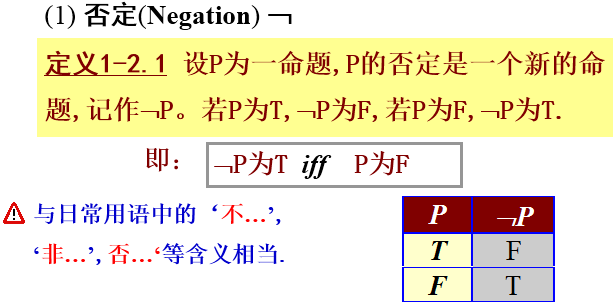 (1) 否定(Negation) ¬
定义1-2.1 设P为一命题,P的否定是一个新的命
题,记作¬P。若P为T,¬P为F,若P为F,¬P为T.
即: ¬P为T iff P为F
与日常用语中的‘不…’,
‘非…’,否…‘等含义相当.
P ¬P
T F
F T